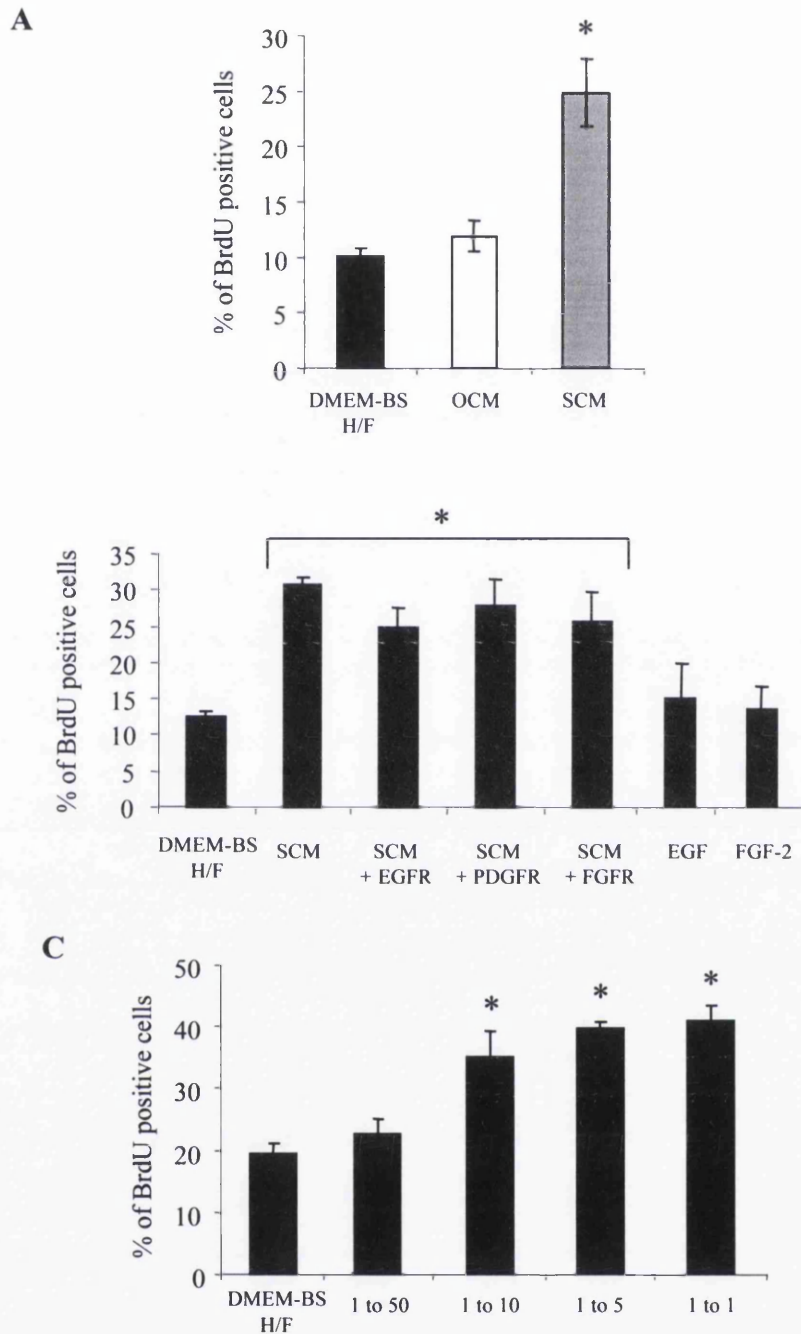 A
*
30
25
20
15
10
5
0
% of BrdU positive cells
DMEM-BS OCM SCM
H/F
*
35
30
25
20
15
10
5
0
% of BrdU positive cells
DMEM-BS SCM SCM SCM SCM EGF FGF-2
H/F + EGFR + PDGFR + FGFR
C
50
40
30
20
10
0
% of BrdU positive cells
* * *
DMEM-BS 1 to 50 1 to 10 1 to 5 1 to 1
H/F